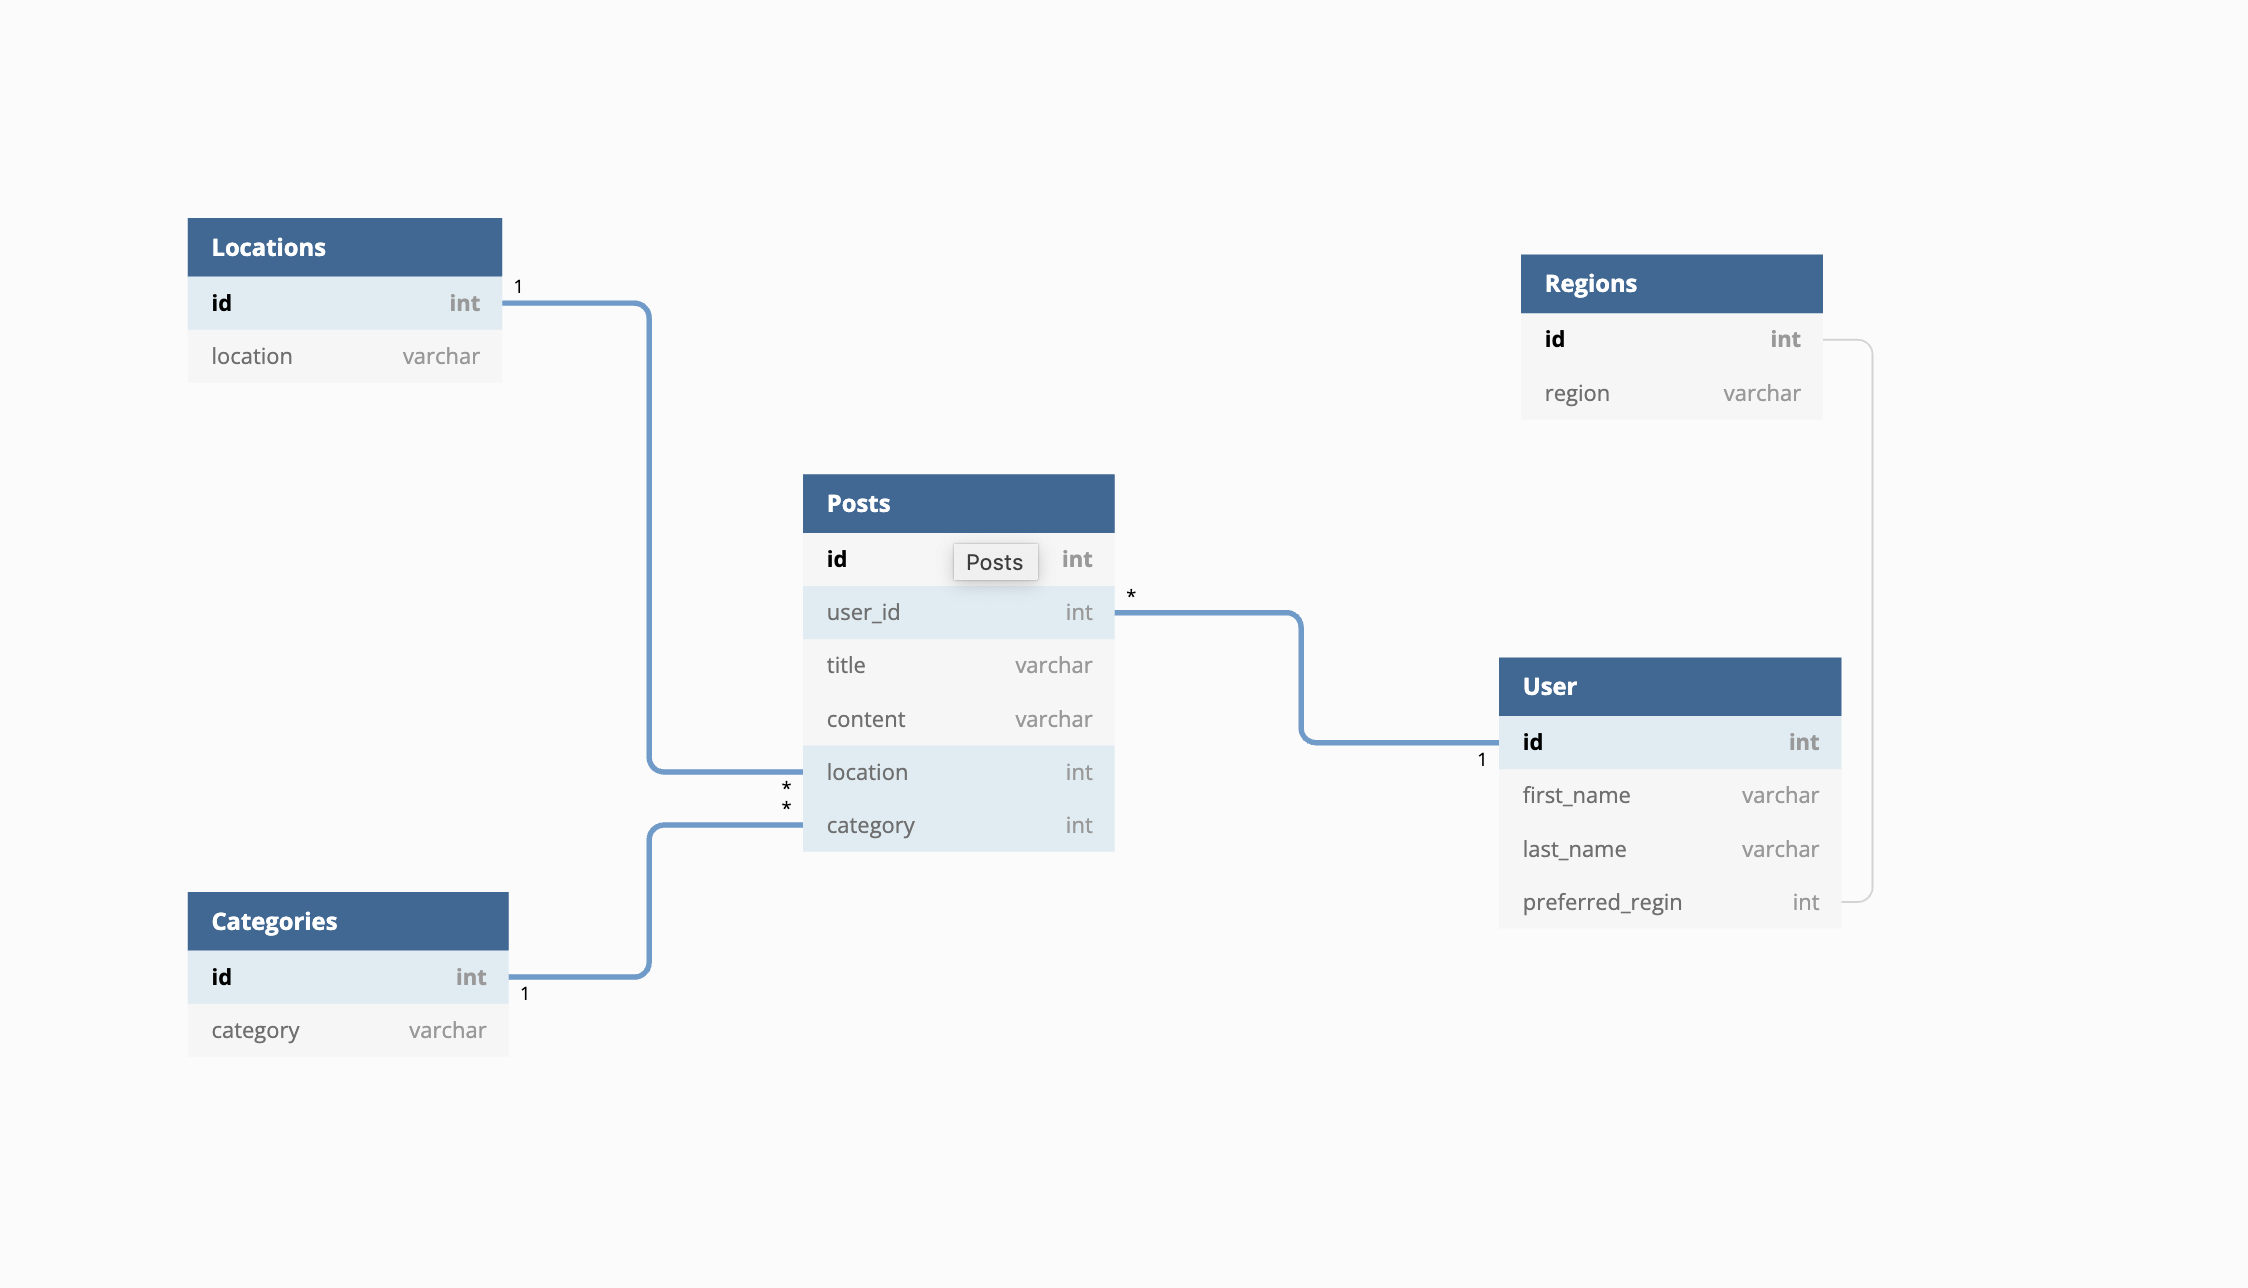 Locations
id int
location varchar
1
Regions
id int
region varchar
Posts
id Posts int
user_id int
title varchar
content varchar
location int
category int
*
*
*
User
id int
first_name varchar
last_name varchar
preferred_regin int
1
Categories
id int
category varchar
1